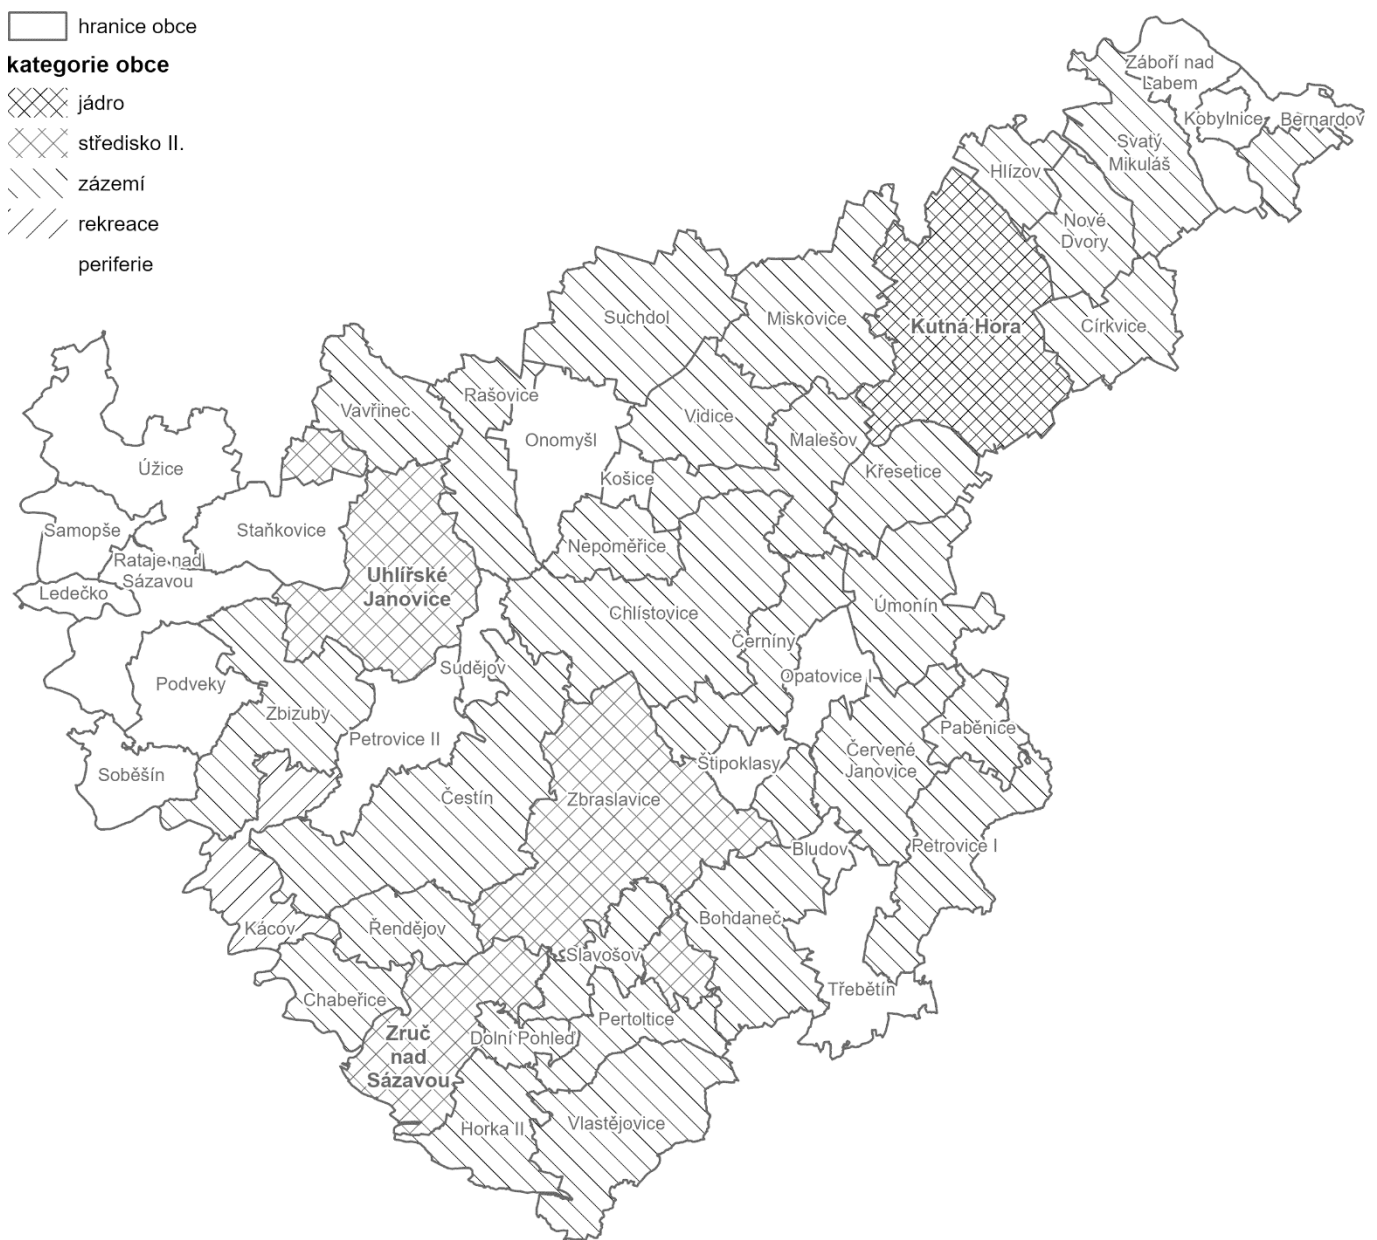 hranice obce
kategorie obce
jádro
středisko II.
zázemí
rekreace
periferie
Záboří nad
Labem
Kobylnice
Bernardov
Svatý
Mikuláš
Hlízov
Nové
Dvory
Suchdol
Miskovice
Kutná Hora
Církvice
Vavřinec
Rašovice
Onomyšl
Vidice
Malešov
Křesetice
Úžice
Košice
Samopše
Staňkovice
Nepoměřice
Rataje nad
Sázavou
Ledečko
Uhlířské
Janovice
Chlístovice
Úmonín
Černíny
Sudějov
Opatovice I
Podveky
Zbizuby
Petrovice II
Paběnice
Červené
Janovice
Štipoklasy
Soběšín
Čestín
Zbraslavice
Bludov
Petrovice I
Kácov
Řendějov
Bohdaneč
Slavošov
Třebětín
Chabeřice
Pertoltice
Dolní Pohleď
Zruč
nad
Sázavou
Horka II
Vlastějovice